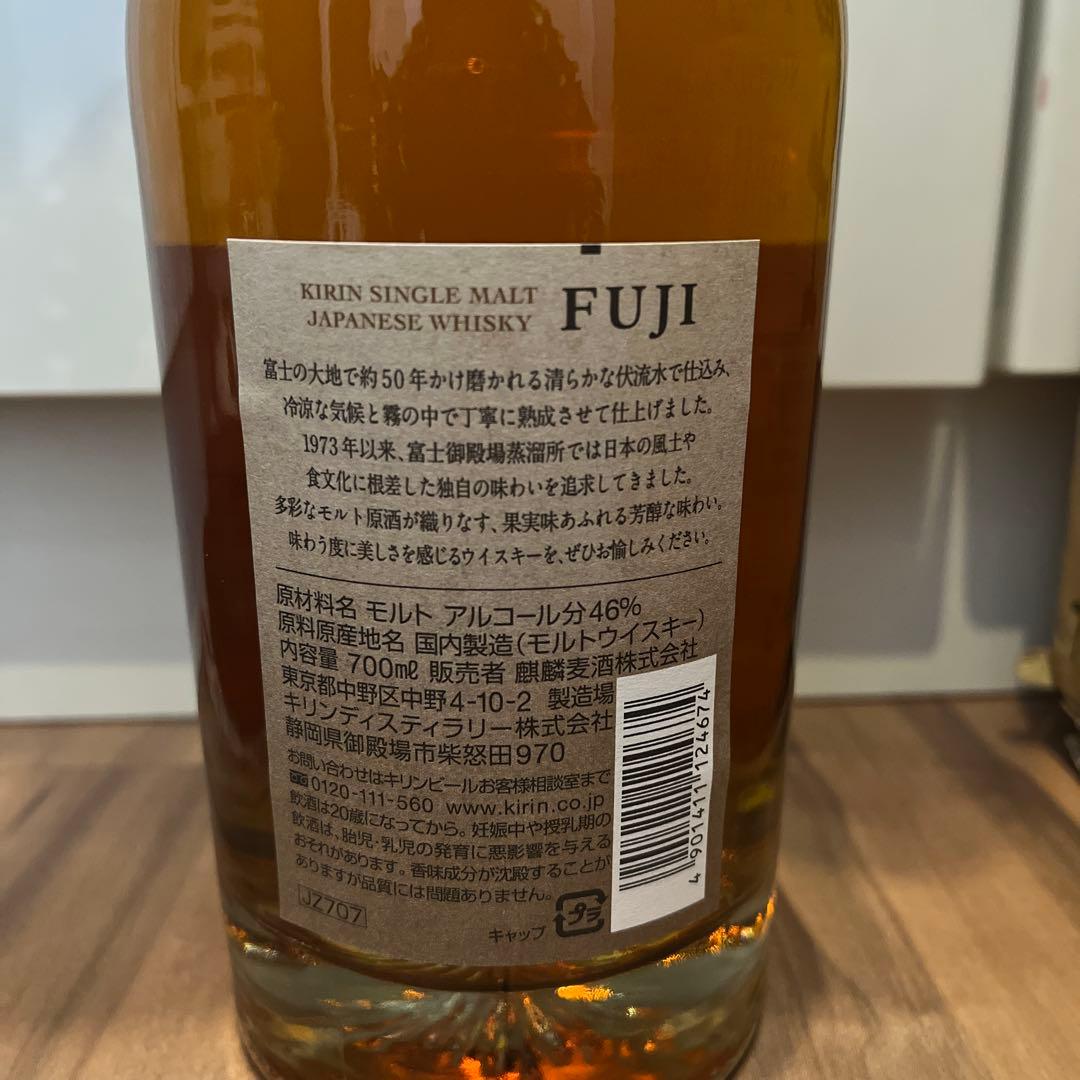 KIRIN SINGLE MALT
JAPANESE WHISKY
FUJI
富士の大地で約50年かけ磨かれる清らかな伏流水で仕込み、
冷涼な気候と霧の中で丁寧に熟成させて仕上げました。
1973年以来、富士御殿場蒸溜所では日本の風土や
食文化に根差した独自の味わいを追求してきました。
多彩なモルト原酒が織りなす、果実味あふれる芳醇な味わい。
味わう度に美しさを感じるウイスキーを、ぜひお愉しみください。
原材料名 モルト アルコール分46%
原料原産地名 国内製造(モルトウイスキー)
内容量 700㎖ 販売者 麒麟麦酒株式会社
東京都中野区中野4-10-2 製造場
キリンディスティラリー株式会社
静岡県御殿場市柴怒田970
お問い合わせはキリンビールお客様相談室まで
0120-111-560 www.kirin.co.jp
飲酒は20歳になってから。妊娠中や授乳期の
飲酒は、胎児・乳児の発育に悪影響を与える
おそれがあります。香味成分が沈殿することが
ありますが品質には問題ありません。
JZ707
キャップ プラ
4901411124674